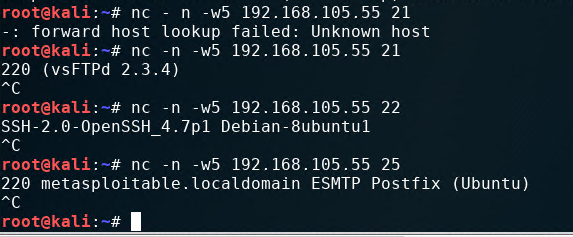 root@kali:~# nc - n -w5 192.168.105.55 21
-: forward host lookup failed: Unknown host
root@kali:~# nc -n -w5 192.168.105.55 21
220 (vsFTPd 2.3.4)
^C
root@kali:~# nc -n -w5 192.168.105.55 22
SSH-2.0-OpenSSH_4.7p1 Debian-8ubuntu1
^C
root@kali:~# nc -n -w5 192.168.105.55 25
220 metasploitable.localdomain ESMTP Postfix (Ubuntu)
^C
root@kali:~#